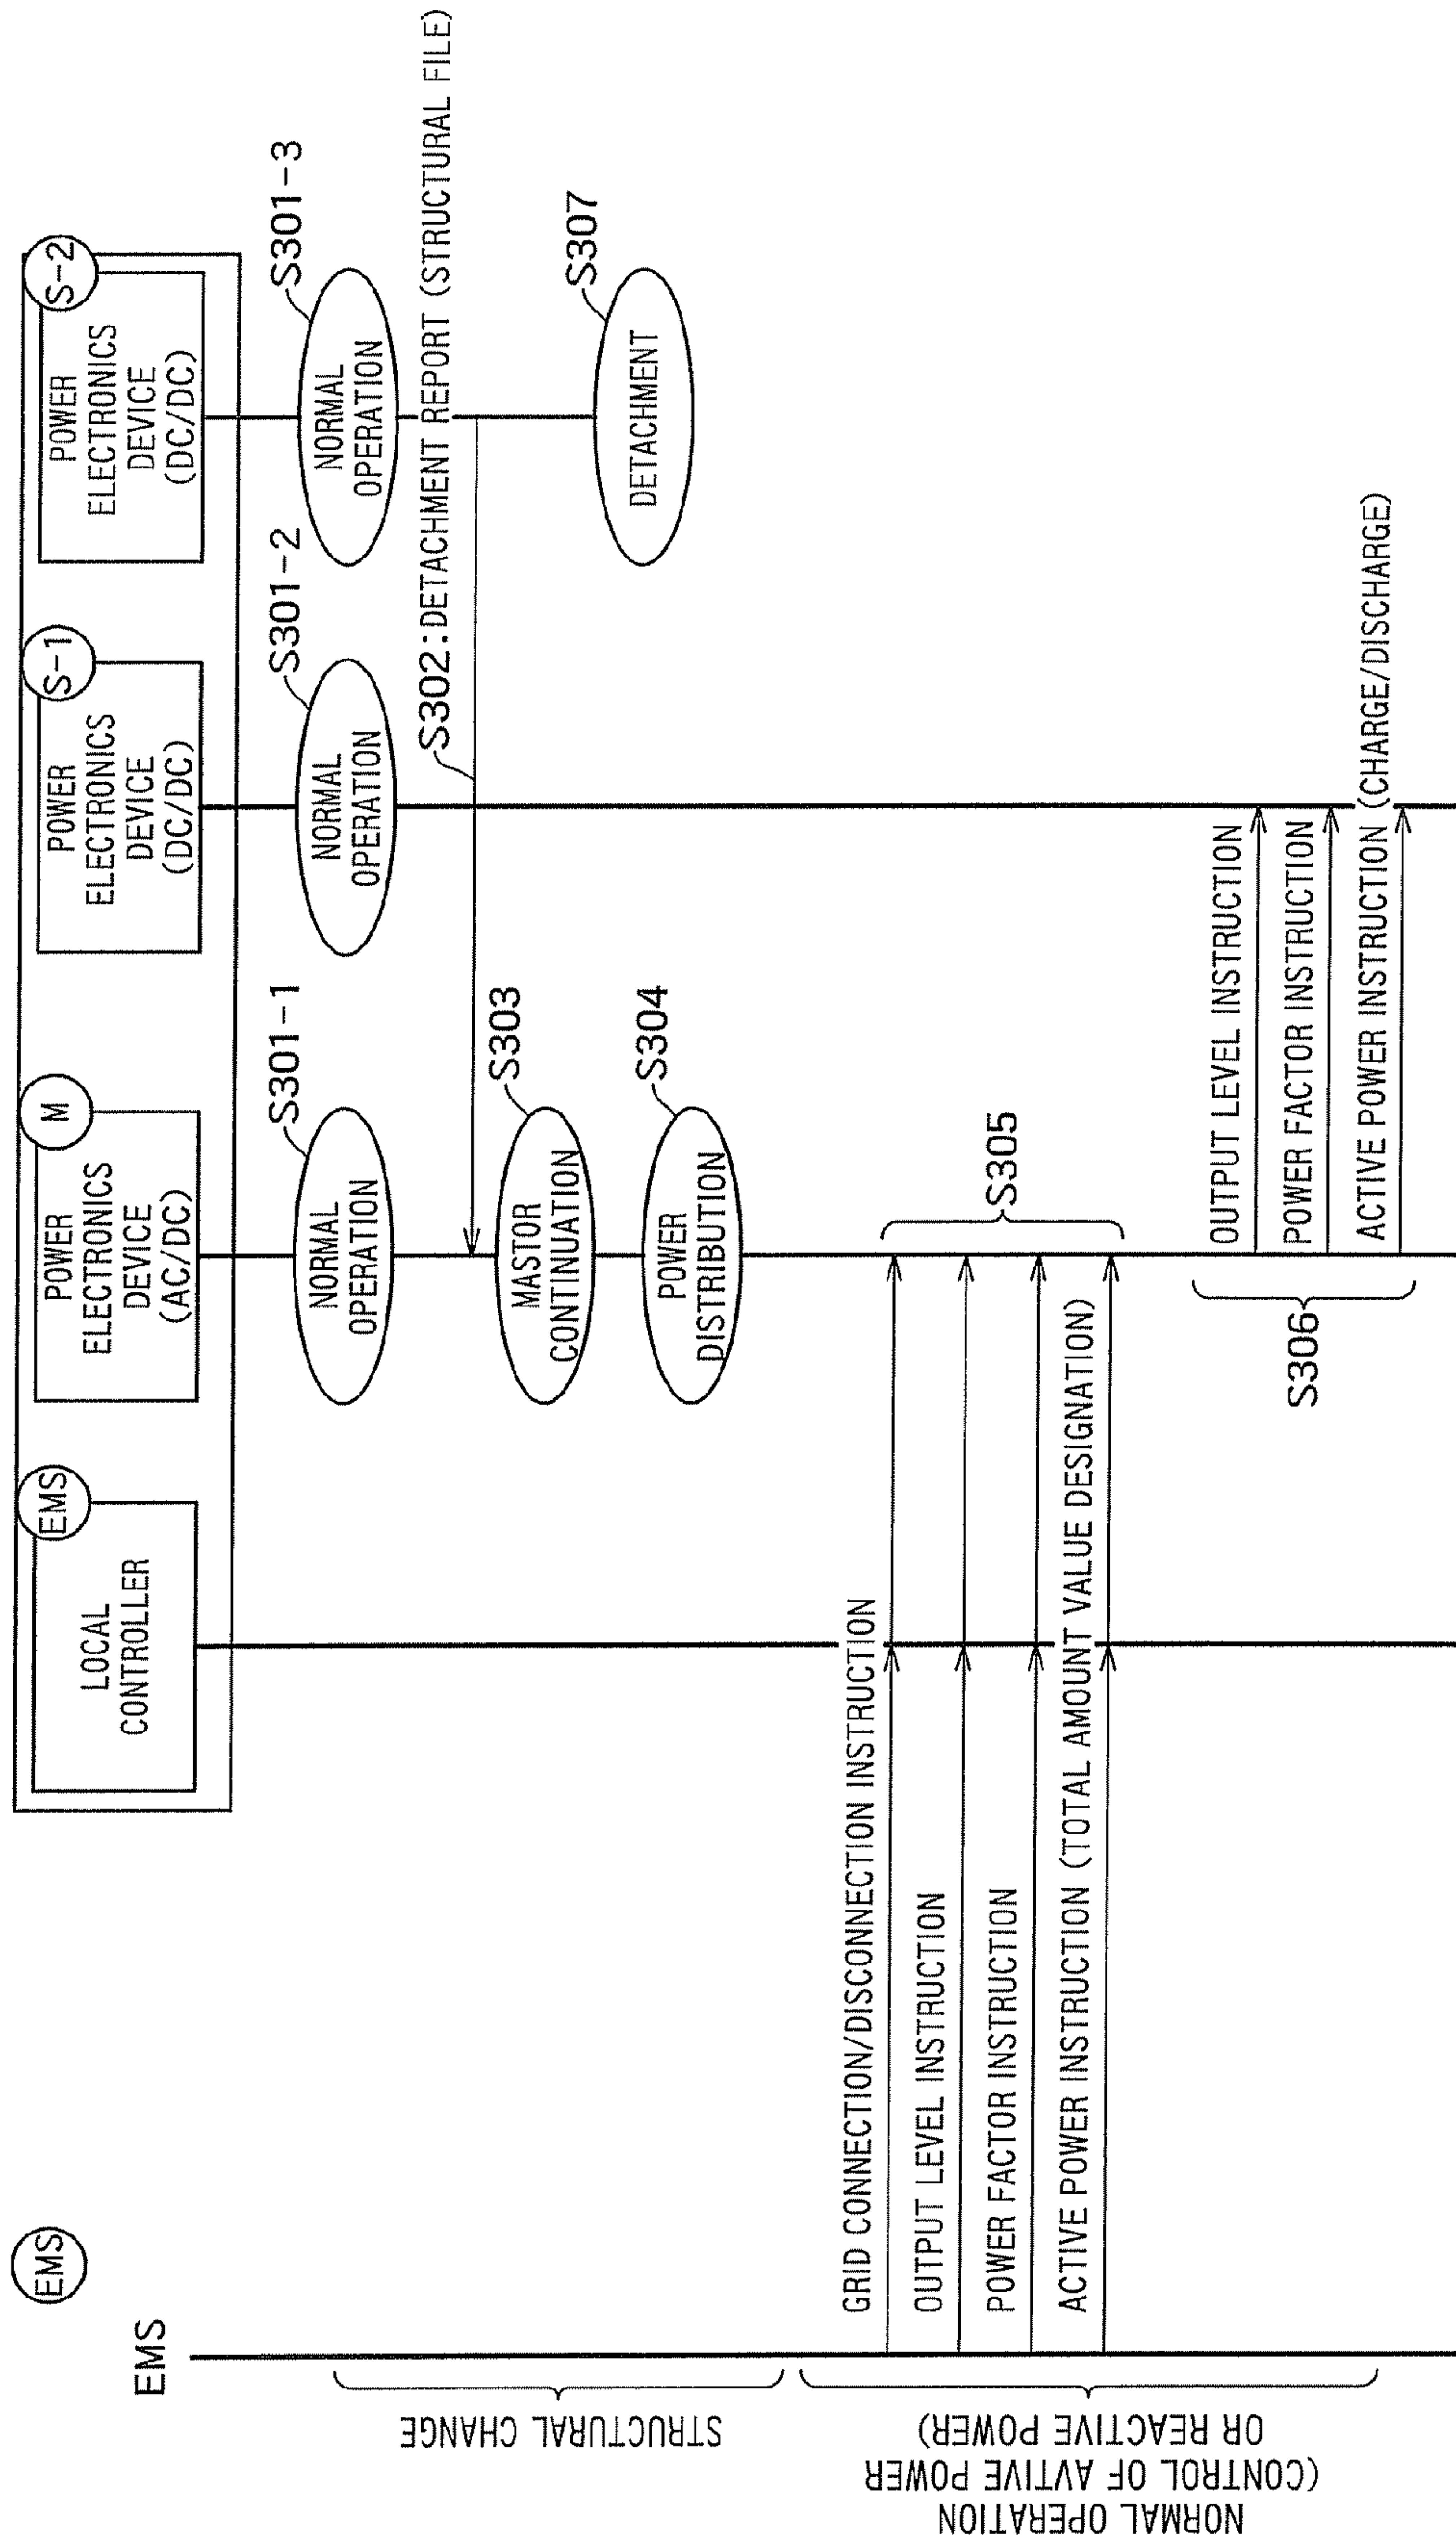 EMS
EMS
EMS
LOCAL
CONTROLLER
M
POWER
ELECTRONICS
DEVICE
(AC/DC)
S-1
POWER
ELECTRONICS
DEVICE
(DC/DC)
S-2
POWER
ELECTRONICS
DEVICE
(DC/DC)
STRUCTURAL CHANGE
NORMAL
OPERATION
S301-1
NORMAL
OPERATION
S301-2
NORMAL
OPERATION
S301-3
S302:DETACHMENT REPORT (STRUCTURAL FILE)
MASTOR
CONTINUATION
S303
POWER
DISTRIBUTION
S304
DETACHMENT
S307
NORMAL OPERATION
(CONTROL OF AVTIVE POWER
OR REACTIVE POWER)
GRID CONNECTION/DISCONNECTION INSTRUCTION
OUTPUT LEVEL INSTRUCTION
POWER FACTOR INSTRUCTION
ACTIVE POWER INSTRUCTION (TOTAL AMOUNT VALUE DESIGNATION)
S305
S306
OUTPUT LEVEL INSTRUCTION
POWER FACTOR INSTRUCTION
ACTIVE POWER INSTRUCTION (CHARGE/DISCHARGE)